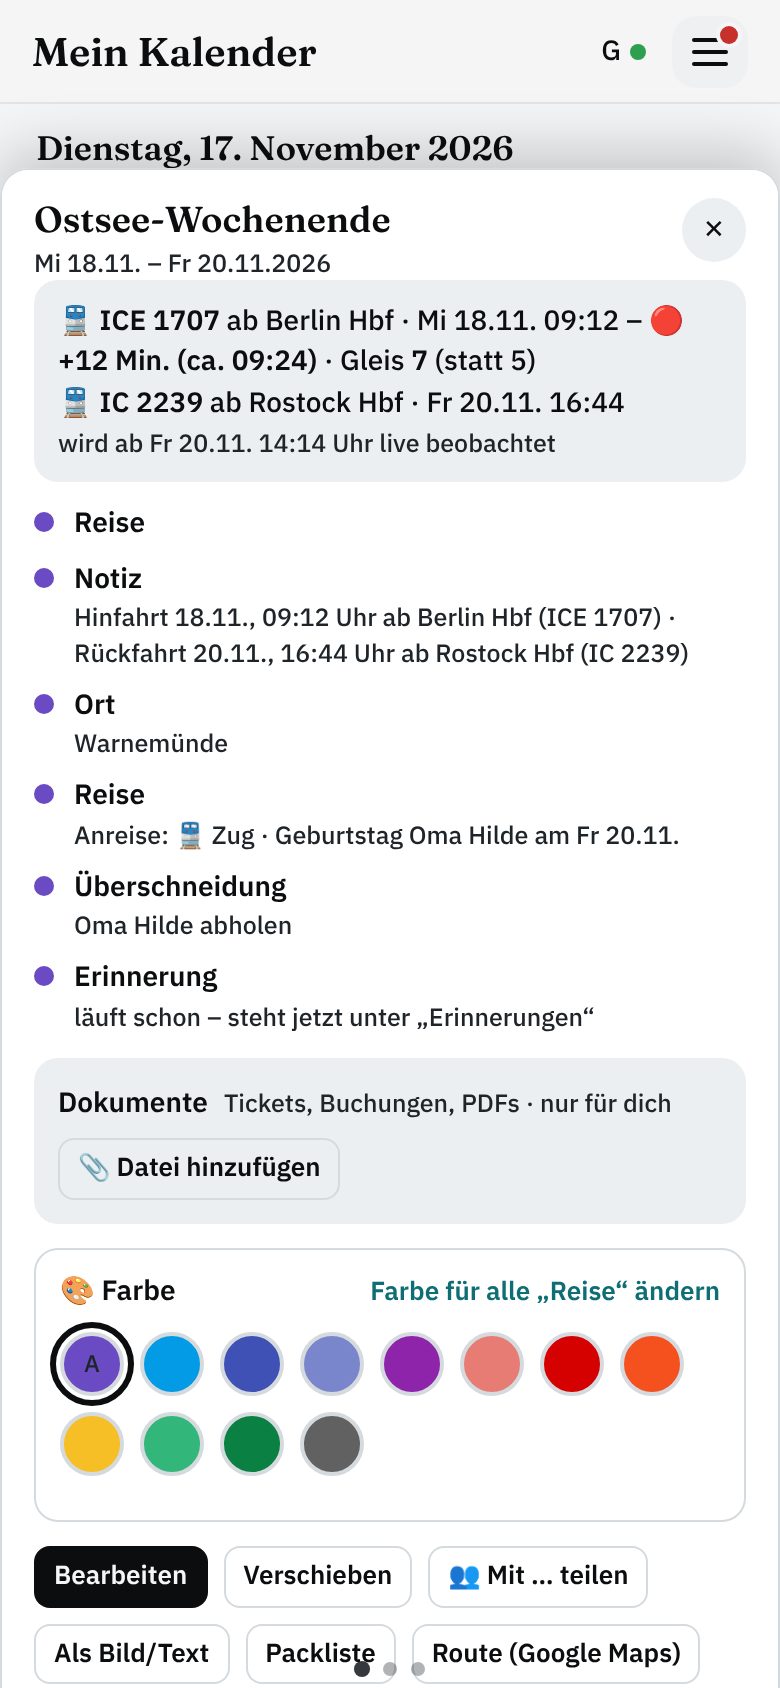 Mein Kalender
G
Dienstag, 17. November 2026
Ostsee-Wochenende
×
Mi 18.11. – Fr 20.11.2026
🚆 ICE 1707 ab Berlin Hbf · Mi 18.11. 09:12 – 🔴
+12 Min. (ca. 09:24) · Gleis 7 (statt 5)
🚆 IC 2239 ab Rostock Hbf · Fr 20.11. 16:44
wird ab Fr 20.11. 14:14 Uhr live beobachtet
Reise
Notiz
Hinfahrt 18.11., 09:12 Uhr ab Berlin Hbf (ICE 1707) ·
Rückfahrt 20.11., 16:44 Uhr ab Rostock Hbf (IC 2239)
Ort
Warnemünde
Reise
Anreise: 🚆 Zug · Geburtstag Oma Hilde am Fr 20.11.
Überschneidung
Oma Hilde abholen
Erinnerung
läuft schon – steht jetzt unter „Erinnerungen“
Dokumente Tickets, Buchungen, PDFs · nur für dich
📎 Datei hinzufügen
🎨 Farbe Farbe für alle „Reise“ ändern
A
Bearbeiten Verschieben 👥 Mit … teilen
Als Bild/Text Packliste Route (Google Maps)